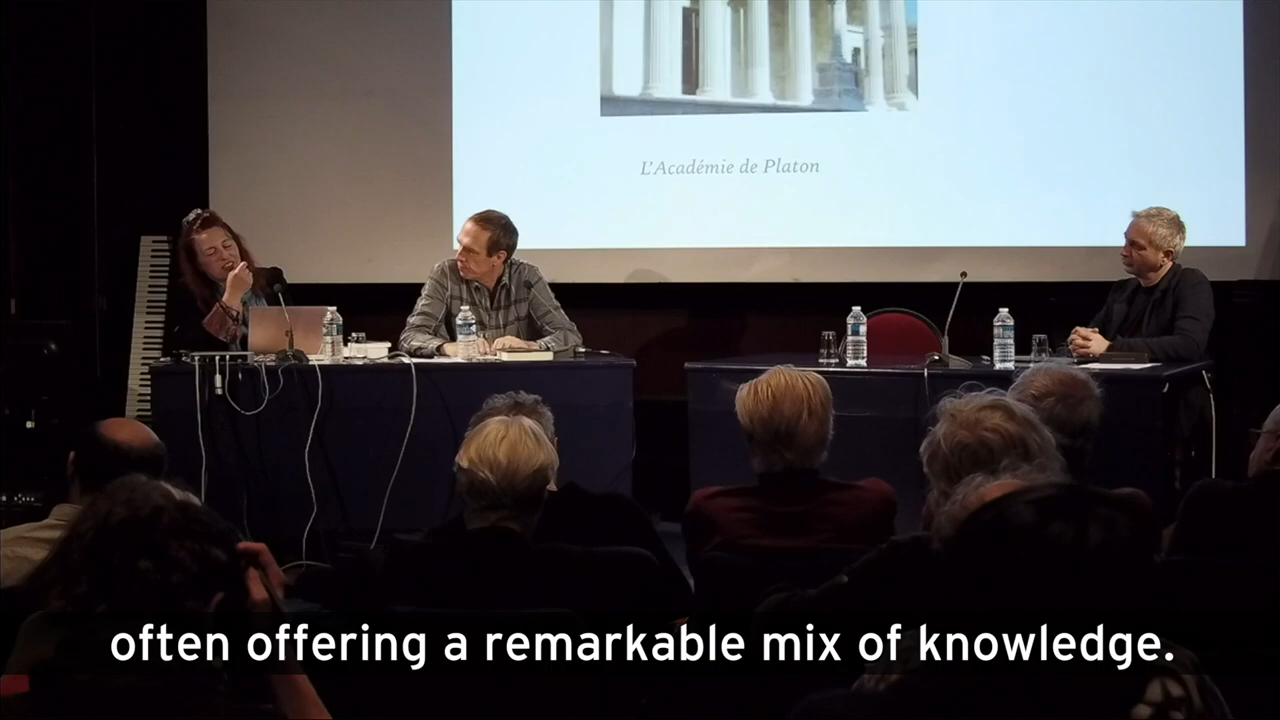 L'Académie de Platon
often offering a remarkable mix of knowledge.